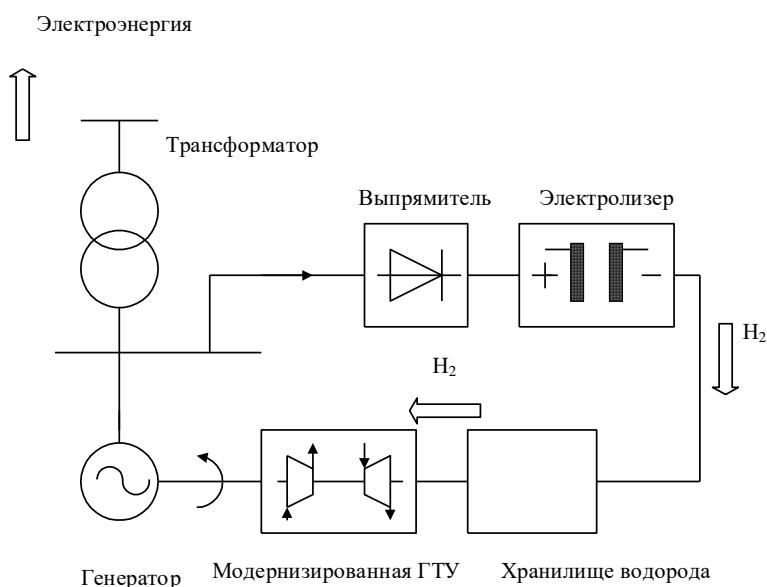 Электроэнергия
Трансформатор
Выпрямитель
Электролизер
H₂
H₂
Генератор
Модернизированная ГТУ
Хранилище водорода